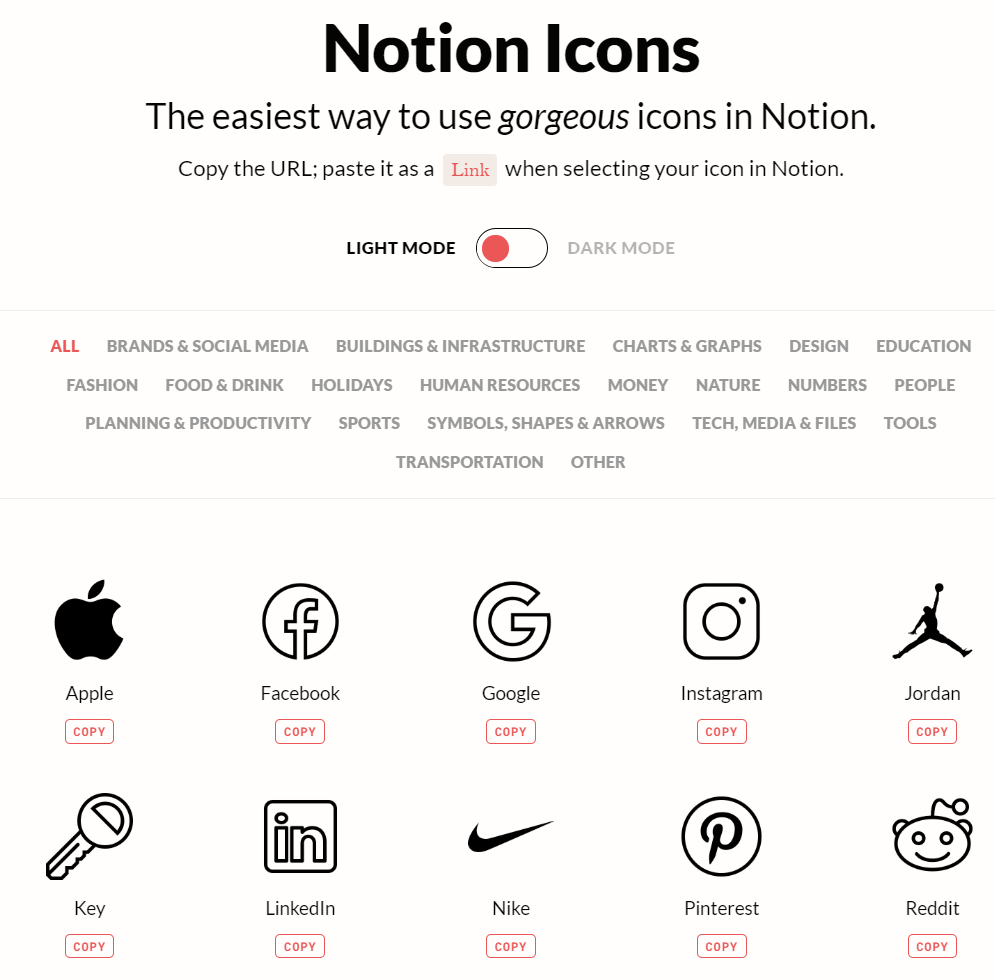 Notion Icons
The easiest way to use gorgeous icons in Notion.
Copy the URL; paste it as a Link when selecting your icon in Notion.
LIGHT MODE DARK MODE
ALL BRANDS & SOCIAL MEDIA BUILDINGS & INFRASTRUCTURE CHARTS & GRAPHS DESIGN EDUCATION
FASHION FOOD & DRINK HOLIDAYS HUMAN RESOURCES MONEY NATURE NUMBERS PEOPLE
PLANNING & PRODUCTIVITY SPORTS SYMBOLS, SHAPES & ARROWS TECH, MEDIA & FILES TOOLS
TRANSPORTATION OTHER
Apple Facebook Google Instagram Jordan
COPY COPY COPY COPY COPY
in
Key LinkedIn Nike Pinterest Reddit
COPY COPY COPY COPY COPY